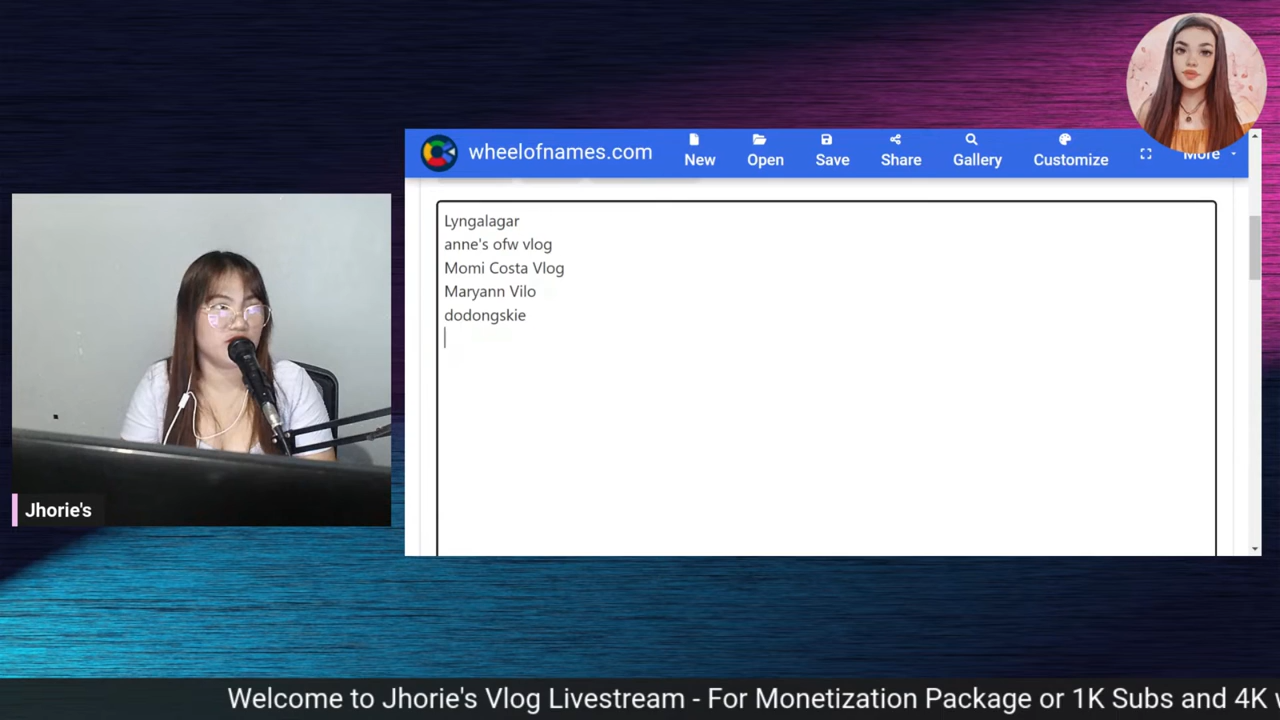 wheelofnames.com
New
Open
Save
Share
Gallery
Customize
More
Lyngalagar
anne's ofw vlog
Momi Costa Vlog
Maryann Vilo
dodongskie
Jhorie's
Welcome to Jhorie's Vlog Livestream - For Monetization Package or 1K Subs and 4K